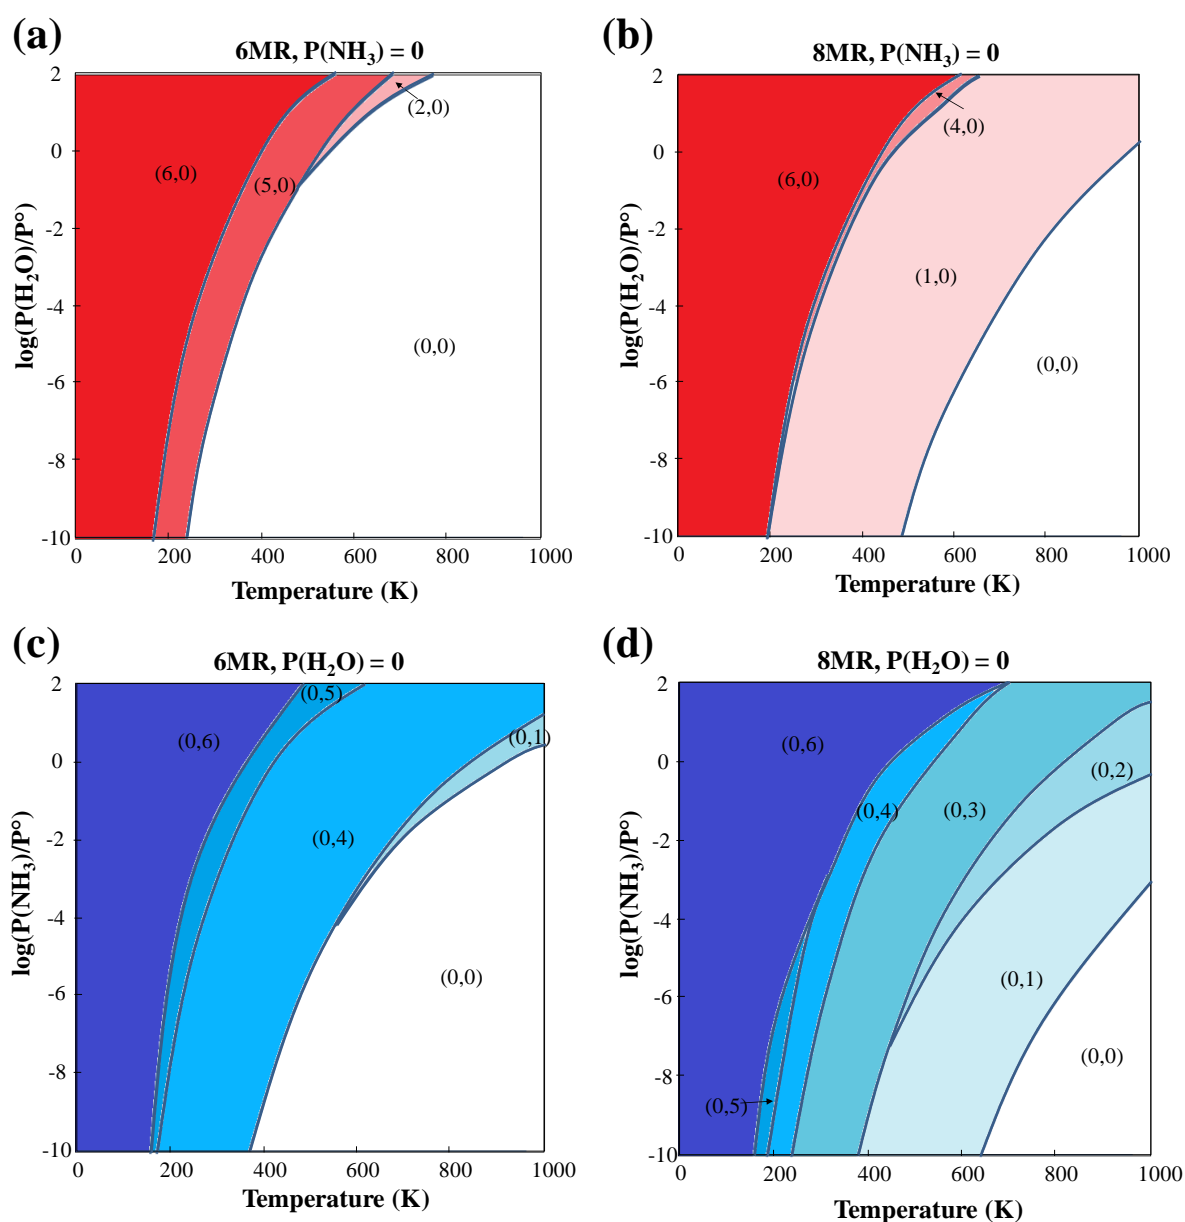 (a)
6MR, P(NH₃) = 0
log(P(H₂O)/P°)
2
0
-2
-4
-6
-8
-10
(6,0)
(5,0)
(2,0)
(0,0)
0 200 400 600 800 1000
Temperature (K)
(b)
8MR, P(NH₃) = 0
log(P(H₂O)/P°)
2
0
-2
-4
-6
-8
-10
(6,0)
(4,0)
(1,0)
(0,0)
0 200 400 600 800 1000
Temperature (K)
(c)
6MR, P(H₂O) = 0
log(P(NH₃)/P°)
2
0
-2
-4
-6
-8
-10
(0,6)
(0,5)
(0,4)
(0,1)
(0,0)
0 200 400 600 800 1000
Temperature (K)
(d)
8MR, P(H₂O) = 0
log(P(NH₃)/P°)
2
0
-2
-4
-6
-8
-10
(0,6)
(0,4)
(0,3)
(0,2)
(0,1)
(0,0)
(0,5)
0 200 400 600 800 1000
Temperature (K)